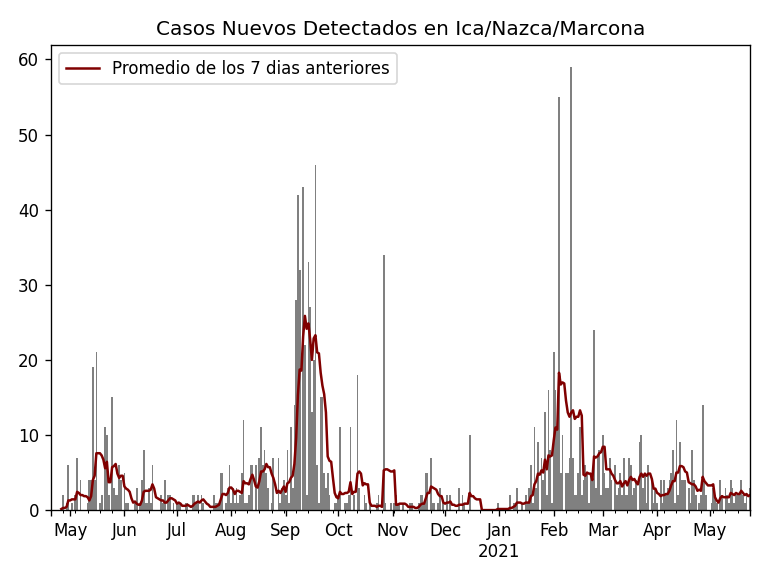 Casos Nuevos Detectados en Ica/Nazca/Marcona
Promedio de los 7 dias anteriores
60
50
40
30
20
10
0
May Jun Jul Aug Sep Oct Nov Dec Jan Feb Mar Apr May
2021